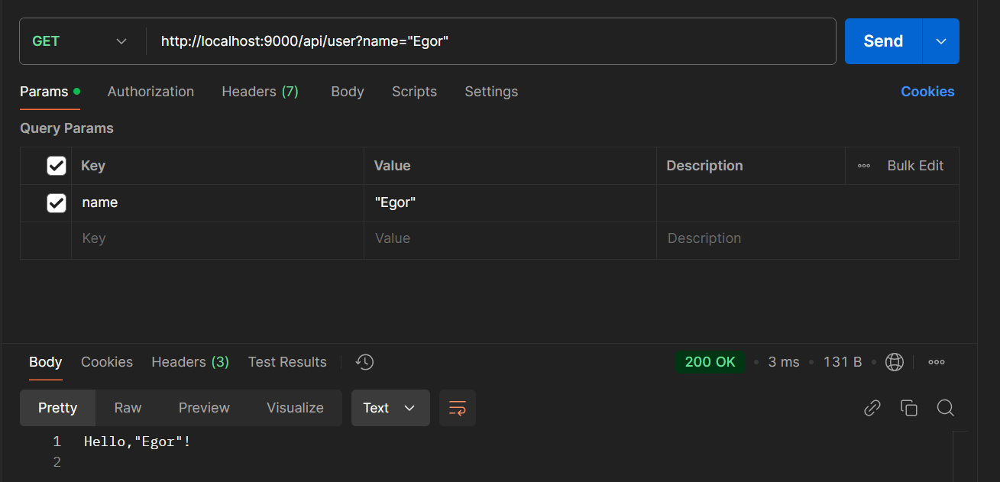 GET http://localhost:9000/api/user?name="Egor" Send
Params Authorization Headers (7) Body Scripts Settings Cookies
Query Params
Key Value Description Bulk Edit
name "Egor"
Key Value Description
Body Cookies Headers (3) Test Results 200 OK 3 ms 131 B
Pretty Raw Preview Visualize Text
1 Hello,"Egor"!
2